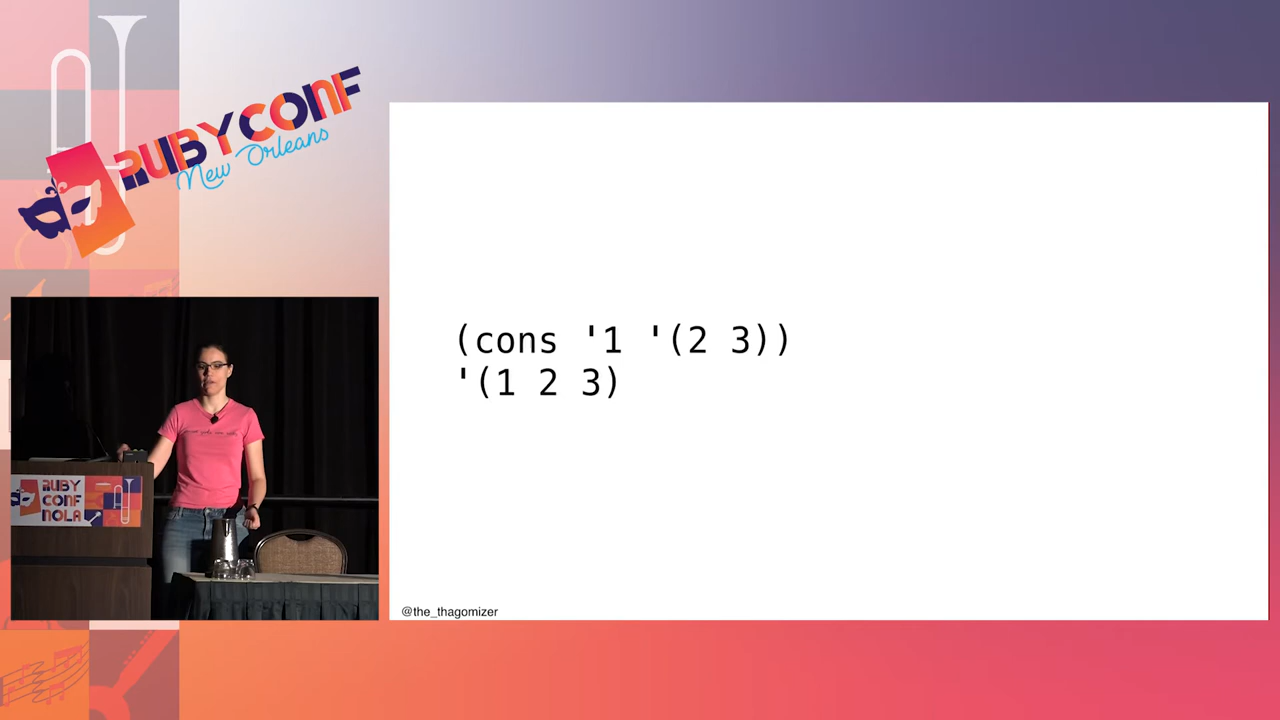 RUBYCONF
New Orleans
(cons '1 '(2 3))
'(1 2 3)
RUBY
CONF
NOLA
@the_thagomizer